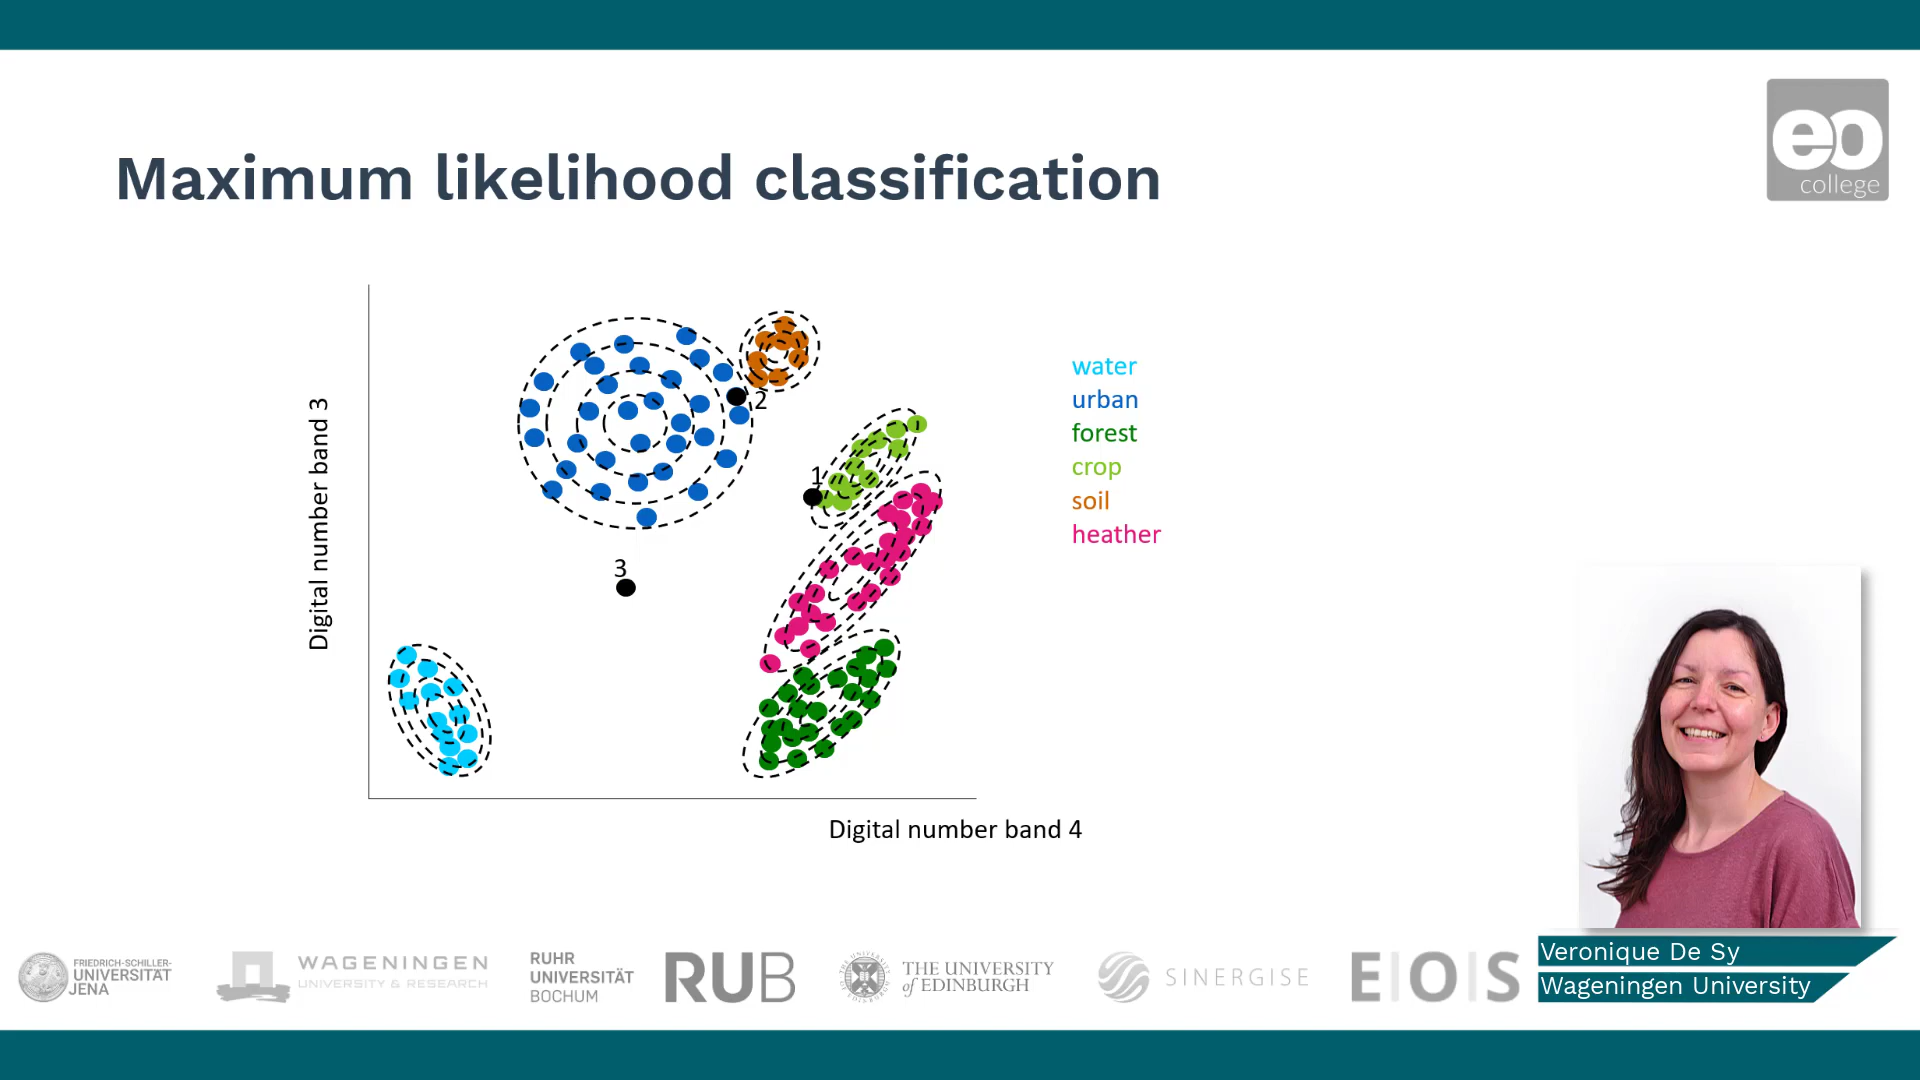 eo
college
Maximum likelihood classification
Digital number band 3
Digital number band 4
1
2
3
water
urban
forest
crop
soil
heather
Veronique De Sy
Wageningen University
FRIEDRICH-SCHILLER-
UNIVERSITÄT
JENA
WAGENINGEN
UNIVERSITY & RESEARCH
RUHR
UNIVERSITÄT
BOCHUM
RUB
THE UNIVERSITY
of EDINBURGH
SINERGISE
E|O|S